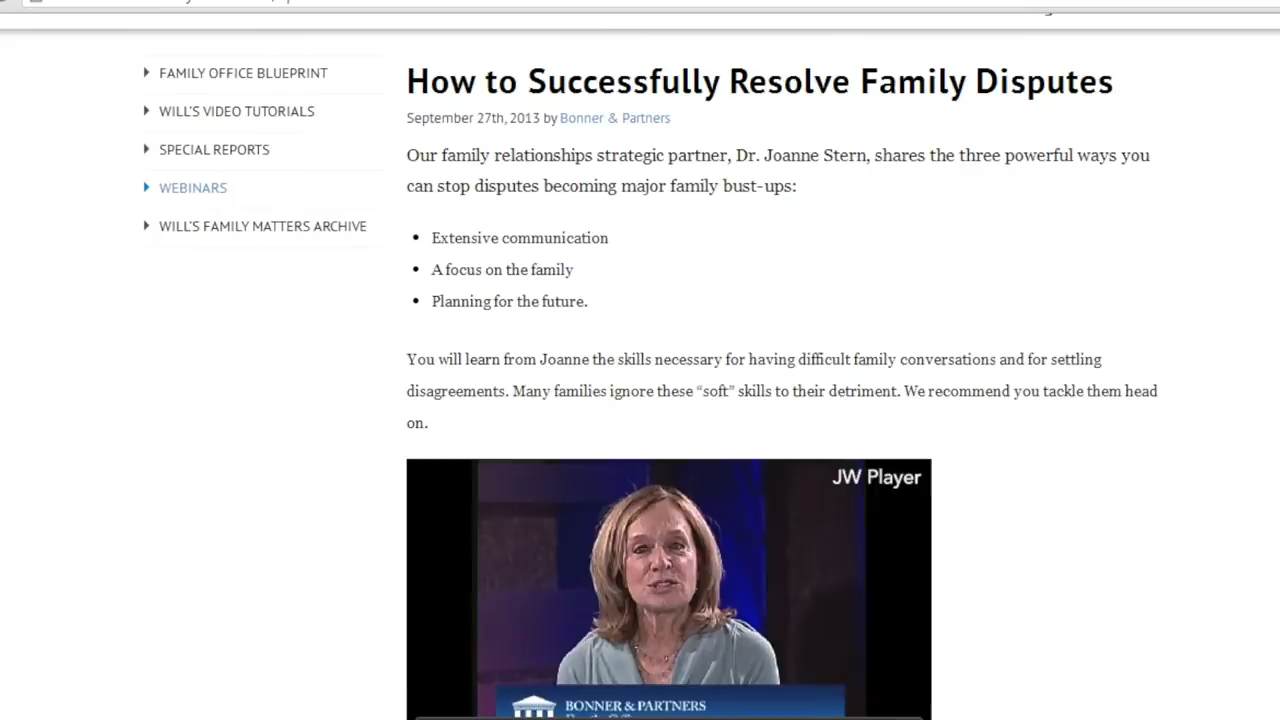 FAMILY OFFICE BLUEPRINT
WILL'S VIDEO TUTORIALS
SPECIAL REPORTS
WEBINARS
WILL'S FAMILY MATTERS ARCHIVE
How to Successfully Resolve Family Disputes
September 27th, 2013 by Bonner & Partners
Our family relationships strategic partner, Dr. Joanne Stern, shares the three powerful ways you
can stop disputes becoming major family bust-ups:
• Extensive communication
• A focus on the family
• Planning for the future.
You will learn from Joanne the skills necessary for having difficult family conversations and for settling
disagreements. Many families ignore these “soft” skills to their detriment. We recommend you tackle them head
on.
JW Player
BONNER & PARTNERS